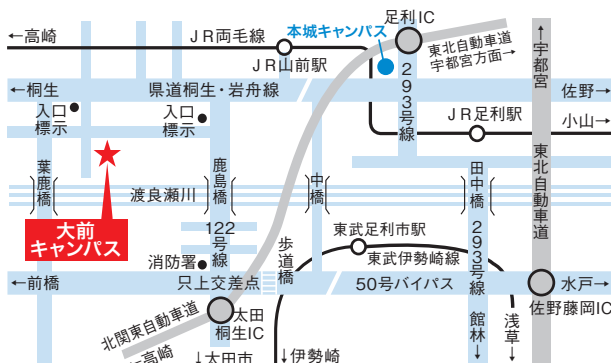 ←高崎
JR両毛線
本城キャンパス
足利IC
JR山前駅
東北自動車道
宇都宮方面→
↑宇都宮
←桐生
県道桐生・岩舟線
293号線
佐野→
入口
標示
入口
標示
JR足利駅
小山→
葉鹿橋
渡良瀬川
鹿島橋
中橋
田中橋
東北自動車道
大前
キャンパス
122号線
歩道橋
東武足利市駅
東武伊勢崎線
293号線
消防署
←前橋
只上交差点
50号バイパス
水戸→
北関東自動車道
太田
桐生IC
佐野藤岡IC
←高崎
↓太田市
↓伊勢崎
館林↓
浅草↓